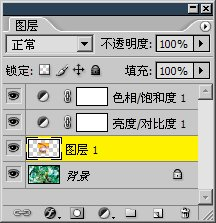 图层
正常 不透明度: 100%
锁定: 填充: 100%
色相/饱和度 1
亮度/对比度 1
图层 1
背景